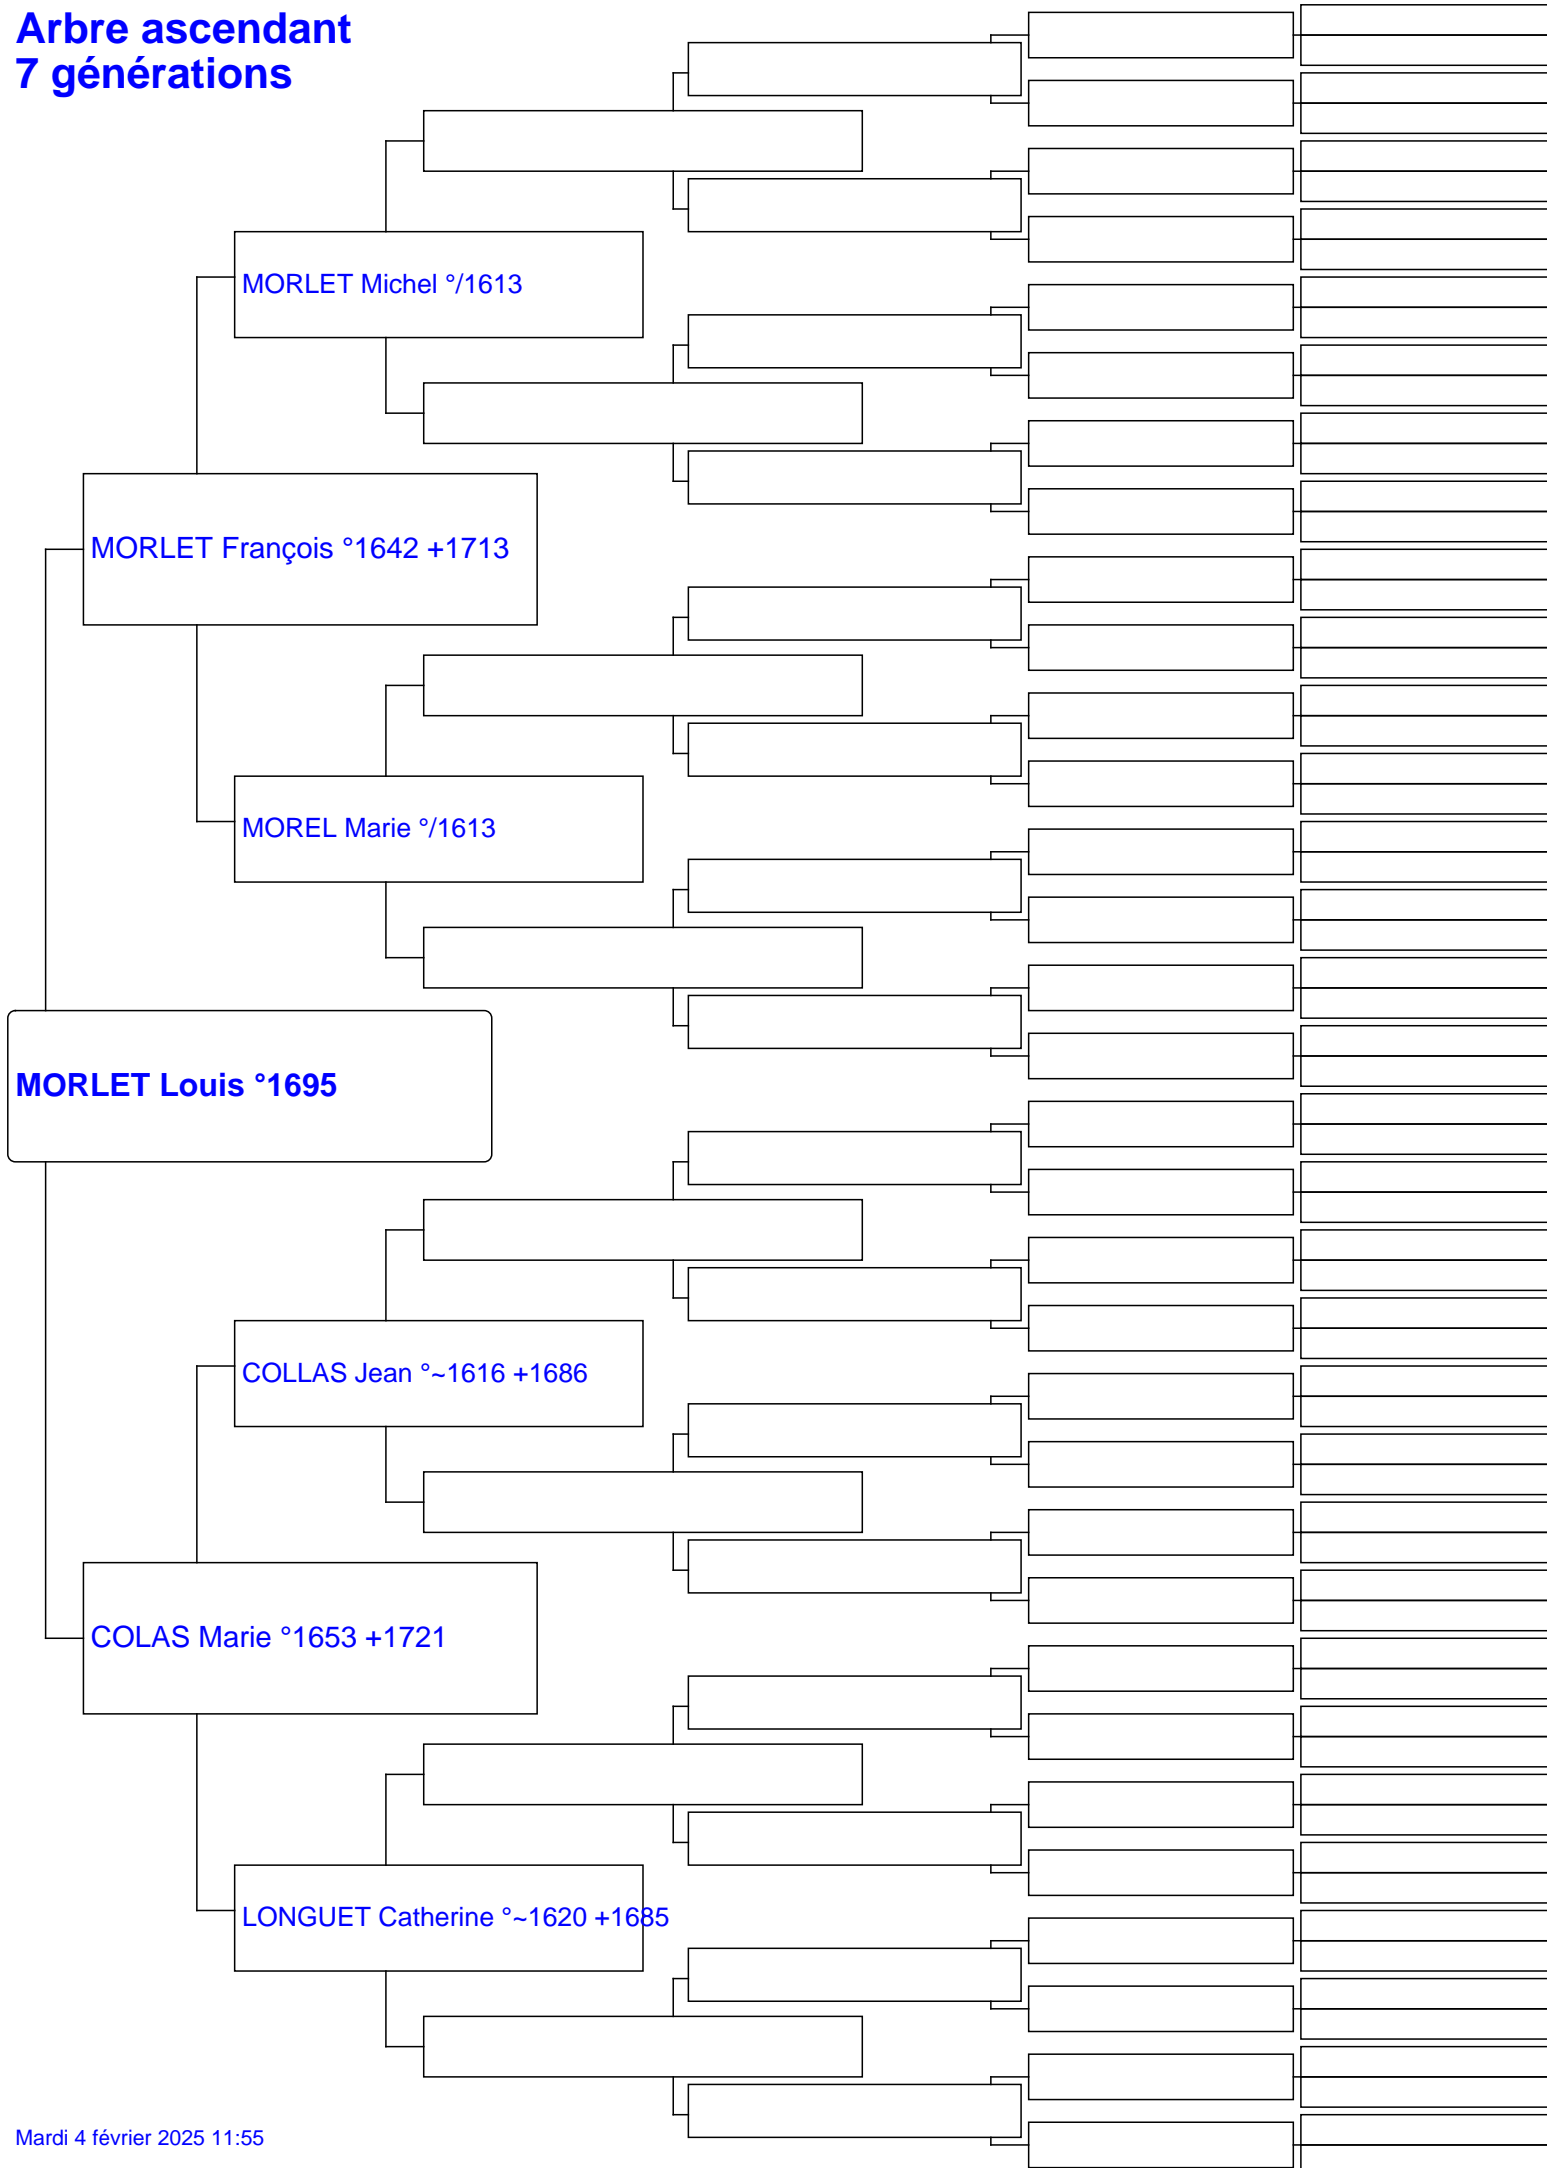 Arbre ascendant
7 générations
MORLET Michel °/1613
MORLET François °1642 +1713
MOREL Marie °/1613
MORLET Louis °1695
COLLAS Jean °~1616 +1686
COLAS Marie °1653 +1721
LONGUET Catherine °~1620 +1685
Mardi 4 février 2025 11:55